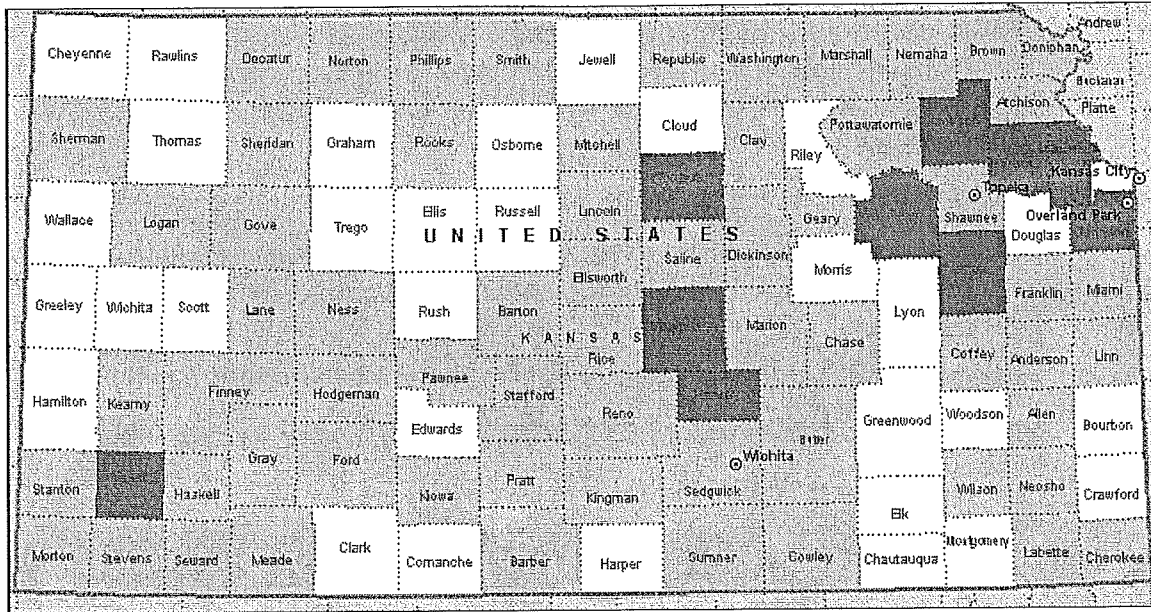 Andrew
Cheyenne Rawlins Decatur Norton Phillips Smith Jewell Republic Washington Marshall Nemaha Brown Doniphan
Buchanan
Atchison Platte
Sherman Thomas Sheridan Graham Rooks Osborne Mitchell Cloud Clay Riley Pottawatomie
Kansas City
Topeka
Wallace Logan Gove Trego Ellis Russell Lincoln Geary Shawnee Overland Park
Douglas
UNITED STATES
Saline Dickinson Morris
Ellsworth
Greeley Wichita Scott Lane Ness Rush Barton Lyon Franklin Miami
KANSAS
Marion Chase
Rice
Coffey Anderson Linn
Hamilton Kearny Finney Hodgeman Pawnee Stafford Reno
Edwards Greenwood Woodson Allen Bourbon
Butler
Wichita
Stanton Haskell Gray Ford Kiowa Pratt Kingman Sedgwick Wilson Neosho Crawford
Elk
Morton Stevens Seward Meade Clark Comanche Barber Harper Sumner Cowley Chautauqua Montgomery Labette Cherokee